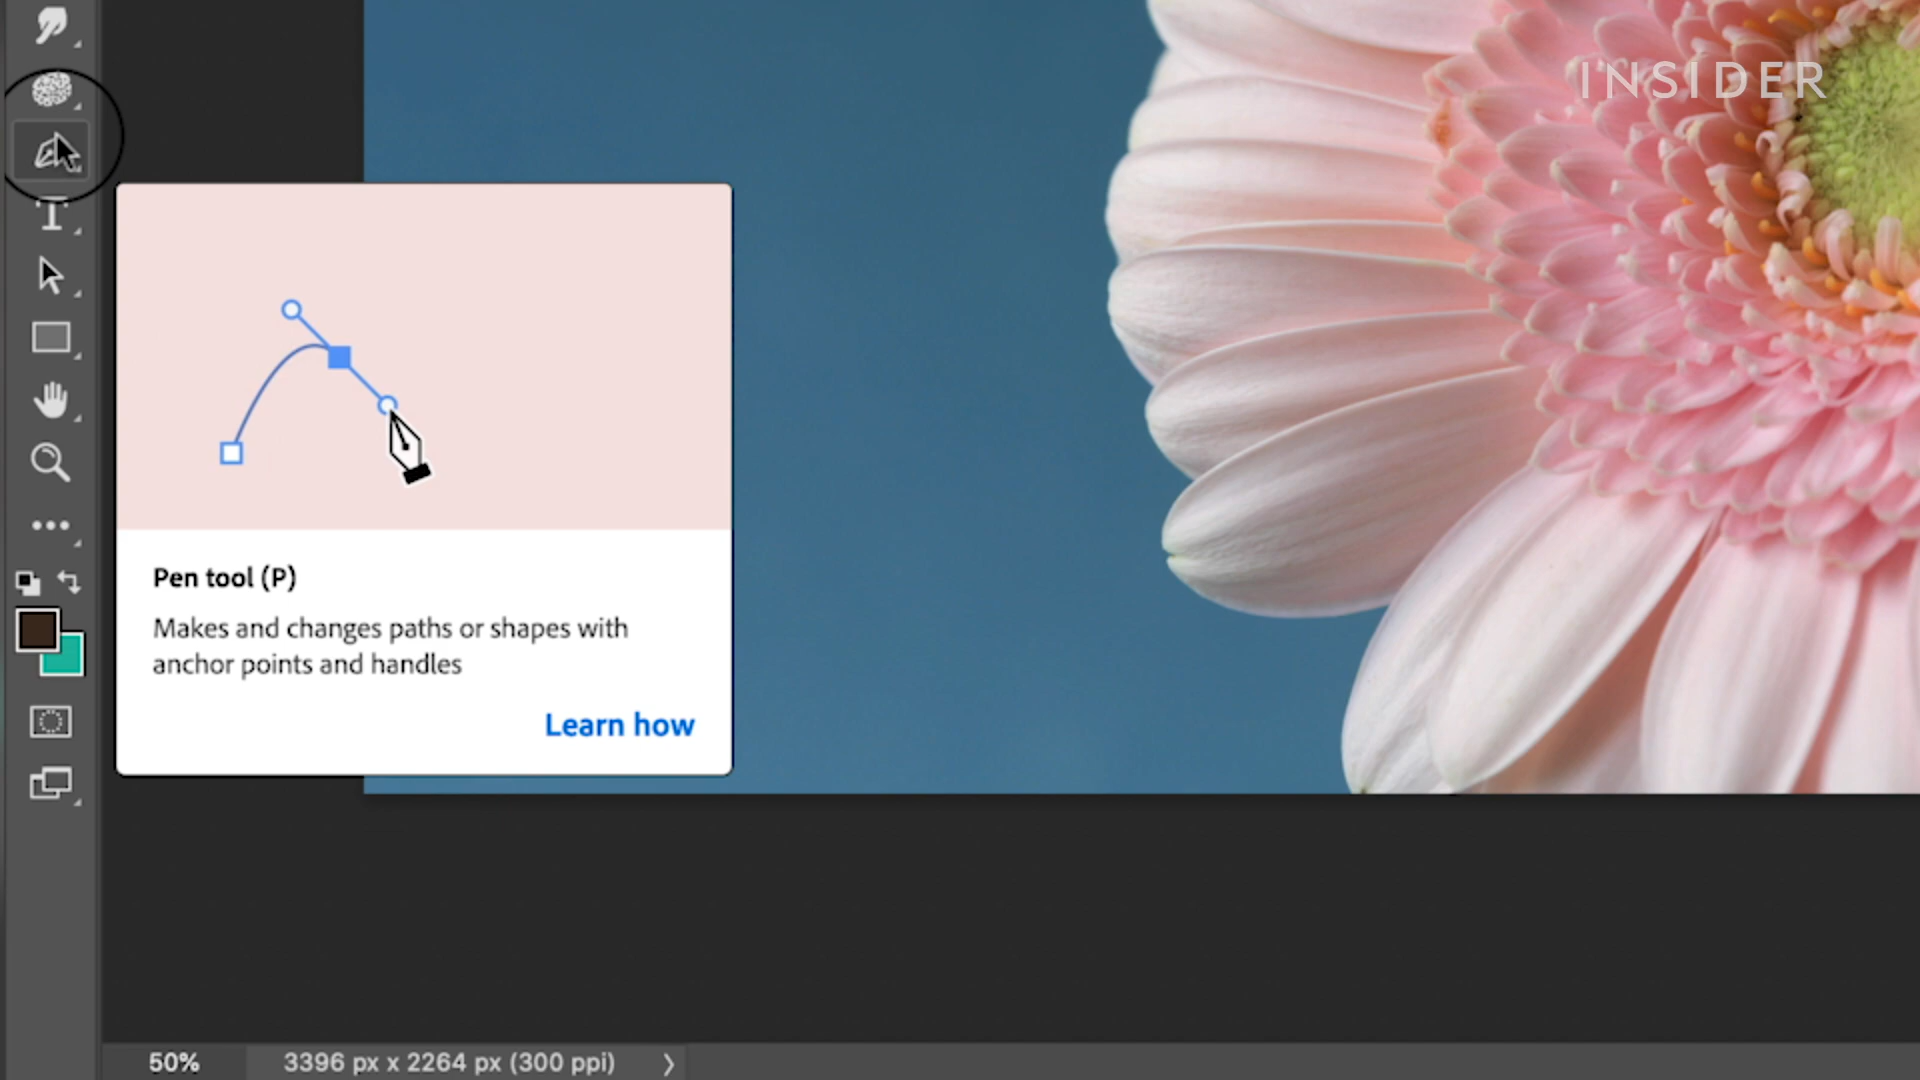 INSIDER
T
Pen tool (P)
Makes and changes paths or shapes with
anchor points and handles
Learn how
50%
3396 px x 2264 px (300 ppi)